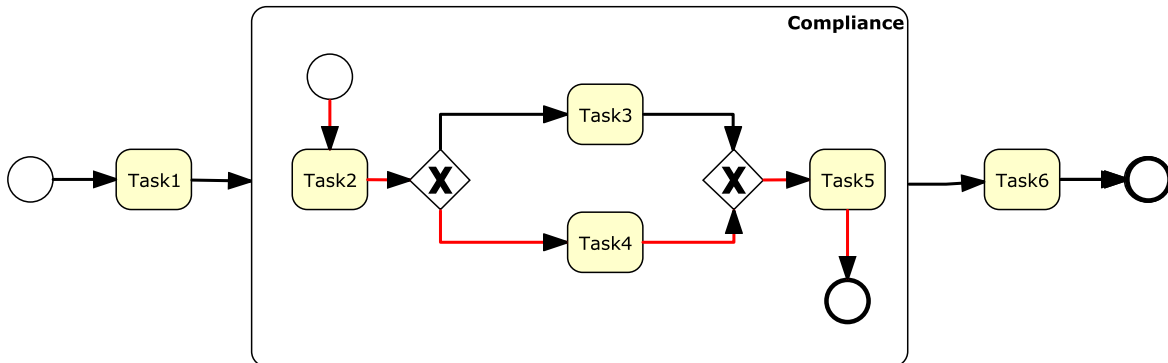 Compliance
Task1
Task2
X
Task3
Task4
X
Task5
Task6